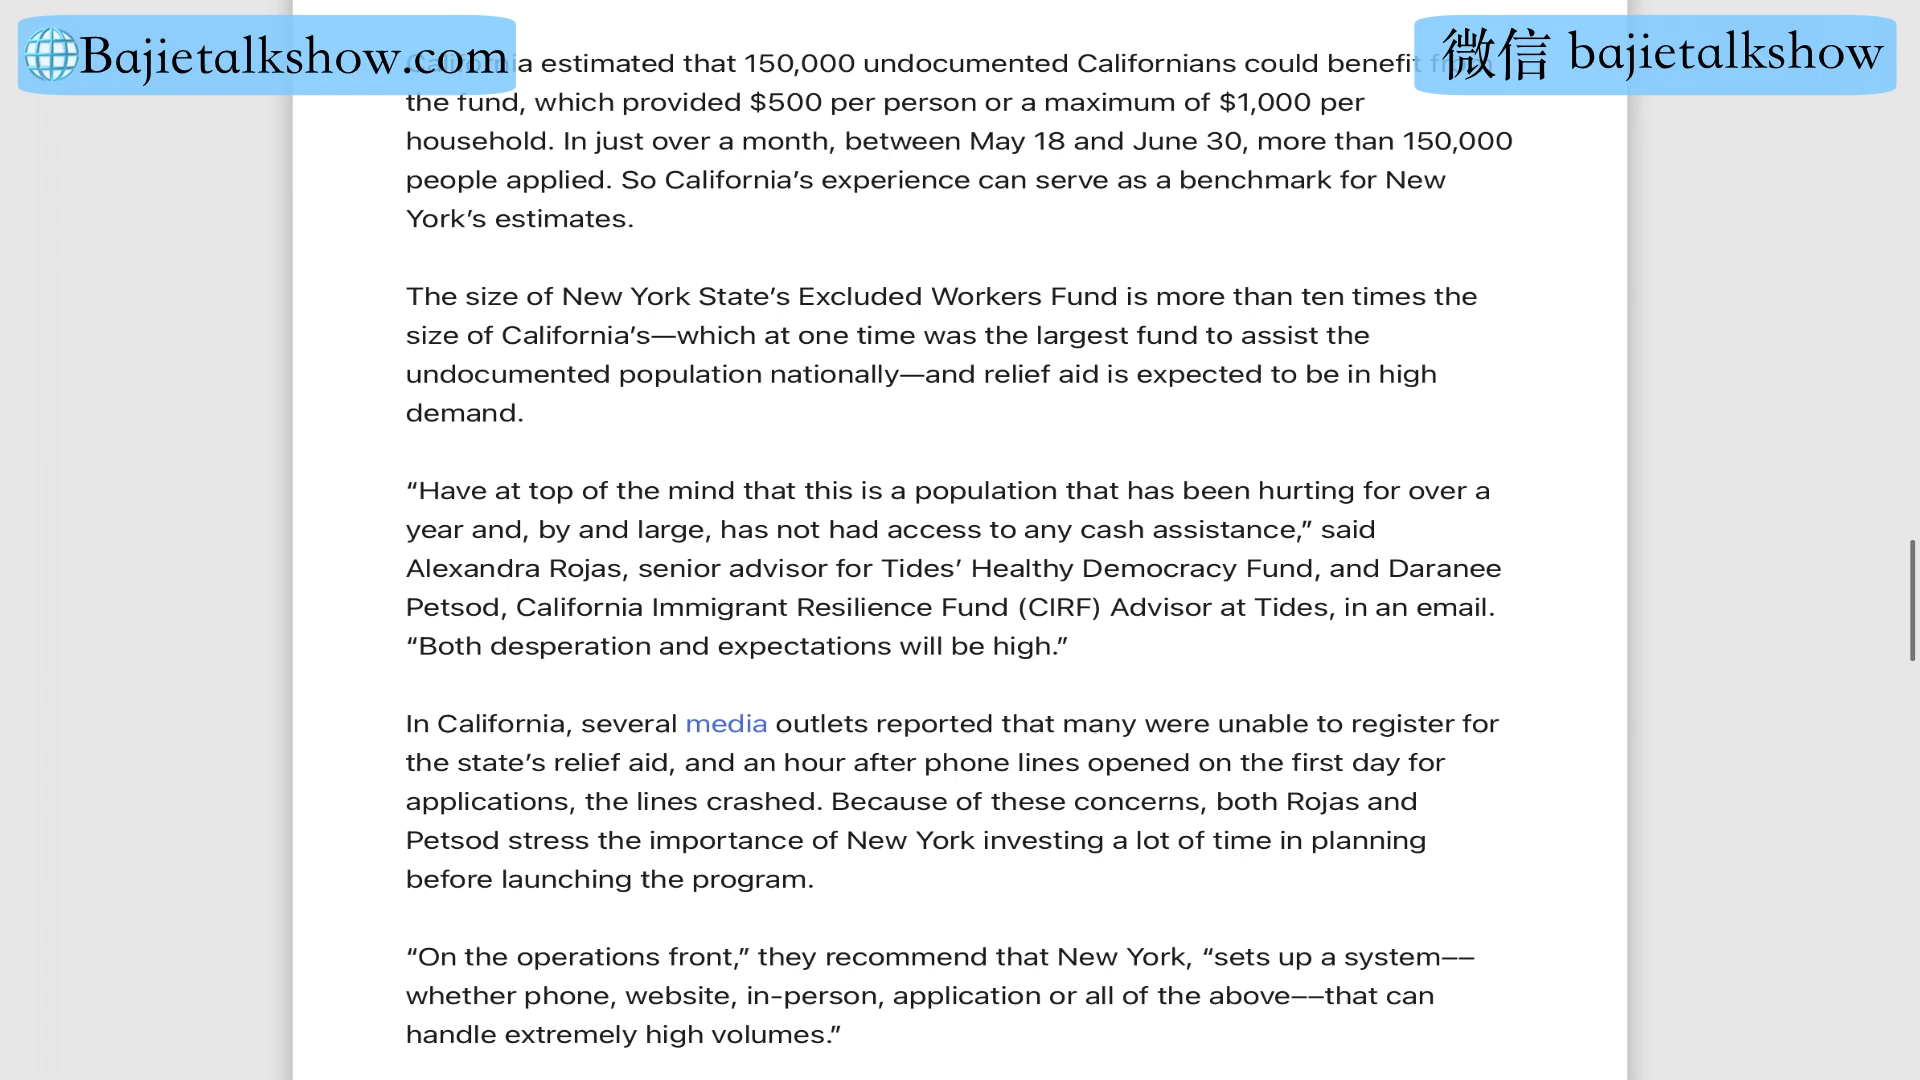 Bajietalkshow.com
微信 bajietalkshow
California estimated that 150,000 undocumented Californians could benefit from
the fund, which provided $500 per person or a maximum of $1,000 per
household. In just over a month, between May 18 and June 30, more than 150,000
people applied. So California’s experience can serve as a benchmark for New
York’s estimates.
The size of New York State’s Excluded Workers Fund is more than ten times the
size of California’s—which at one time was the largest fund to assist the
undocumented population nationally—and relief aid is expected to be in high
demand.
“Have at top of the mind that this is a population that has been hurting for over a
year and, by and large, has not had access to any cash assistance,” said
Alexandra Rojas, senior advisor for Tides’ Healthy Democracy Fund, and Daranee
Petsod, California Immigrant Resilience Fund (CIRF) Advisor at Tides, in an email.
“Both desperation and expectations will be high.”
In California, several media outlets reported that many were unable to register for
the state’s relief aid, and an hour after phone lines opened on the first day for
applications, the lines crashed. Because of these concerns, both Rojas and
Petsod stress the importance of New York investing a lot of time in planning
before launching the program.
“On the operations front,” they recommend that New York, “sets up a system––
whether phone, website, in-person, application or all of the above––that can
handle extremely high volumes.”